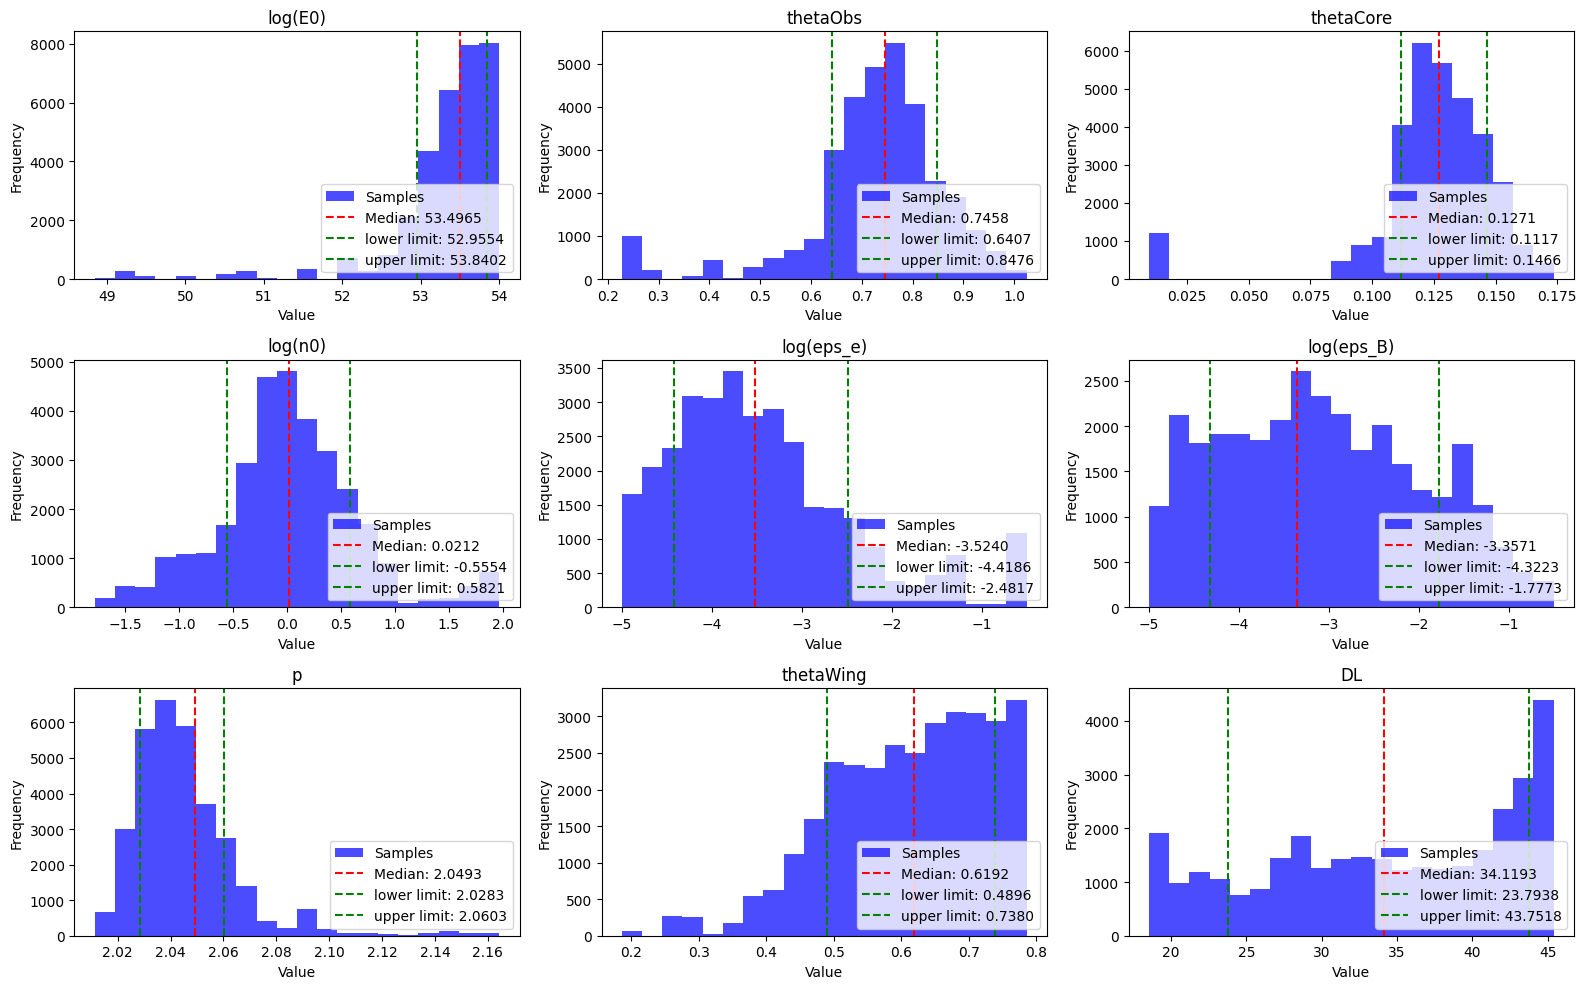 log(E0)
Frequency
8000
6000
4000
2000
0
Samples
Median: 53.4965
lower limit: 52.9554
upper limit: 53.8402
49 50 51 52 53 54
Value
thetaObs
Frequency
5000
4000
3000
2000
1000
0
Samples
Median: 0.7458
lower limit: 0.6407
upper limit: 0.8476
0.2 0.3 0.4 0.5 0.6 0.7 0.8 0.9 1.0
Value
thetaCore
Frequency
6000
5000
4000
3000
2000
1000
0
Samples
Median: 0.1271
lower limit: 0.1117
upper limit: 0.1466
0.025 0.050 0.075 0.100 0.125 0.150 0.175
Value
log(n0)
Frequency
5000
4000
3000
2000
1000
0
Samples
Median: 0.0212
lower limit: -0.5554
upper limit: 0.5821
−1.5 −1.0 −0.5 0.0 0.5 1.0 1.5 2.0
Value
log(eps_e)
Frequency
3500
3000
2500
2000
1500
1000
500
0
Samples
Median: -3.5240
lower limit: -4.4186
upper limit: -2.4817
−5 −4 −3 −2 −1
Value
log(eps_B)
Frequency
2500
2000
1500
1000
500
0
Samples
Median: -3.3571
lower limit: -4.3223
upper limit: -1.7773
−5 −4 −3 −2 −1
Value
p
Frequency
6000
5000
4000
3000
2000
1000
0
Samples
Median: 2.0493
lower limit: 2.0283
upper limit: 2.0603
2.02 2.04 2.06 2.08 2.10 2.12 2.14 2.16
Value
thetaWing
Frequency
3000
2500
2000
1500
1000
500
0
Samples
Median: 0.6192
lower limit: 0.4896
upper limit: 0.7380
0.2 0.3 0.4 0.5 0.6 0.7 0.8
Value
DL
Frequency
4000
3000
2000
1000
0
Samples
Median: 34.1193
lower limit: 23.7938
upper limit: 43.7518
20 25 30 35 40 45
Value